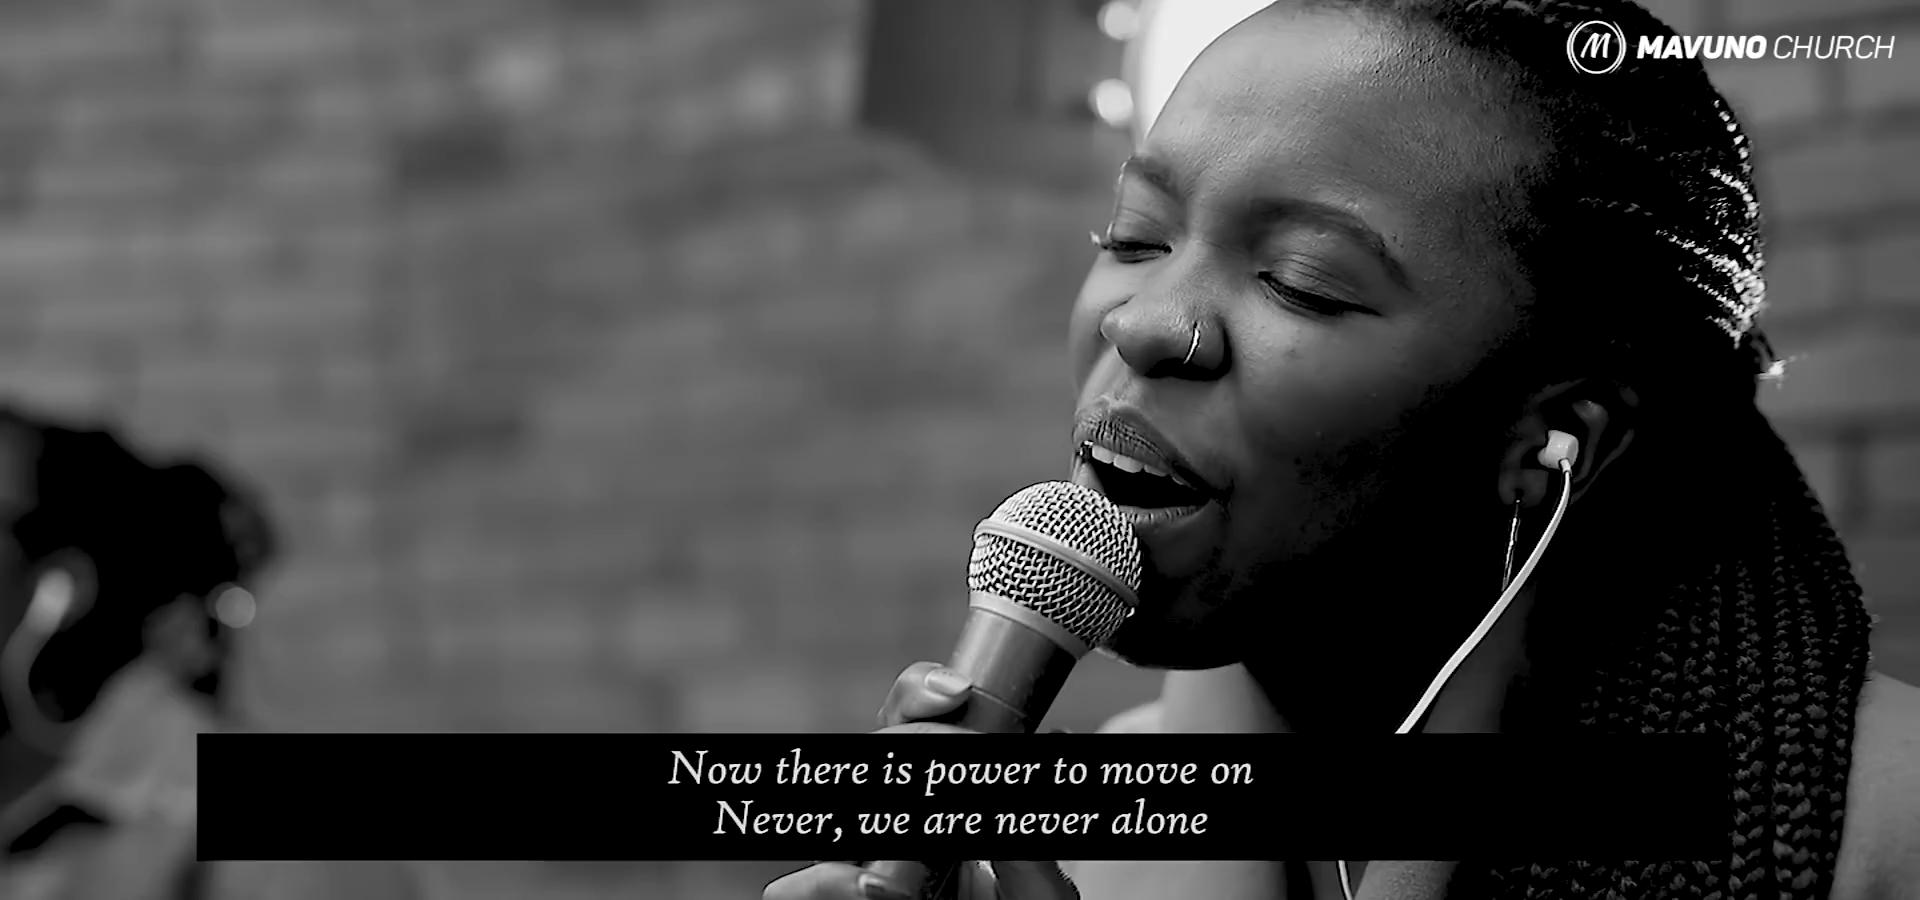 MAVUNO CHURCH
Now there is power to move on
Never, we are never alone